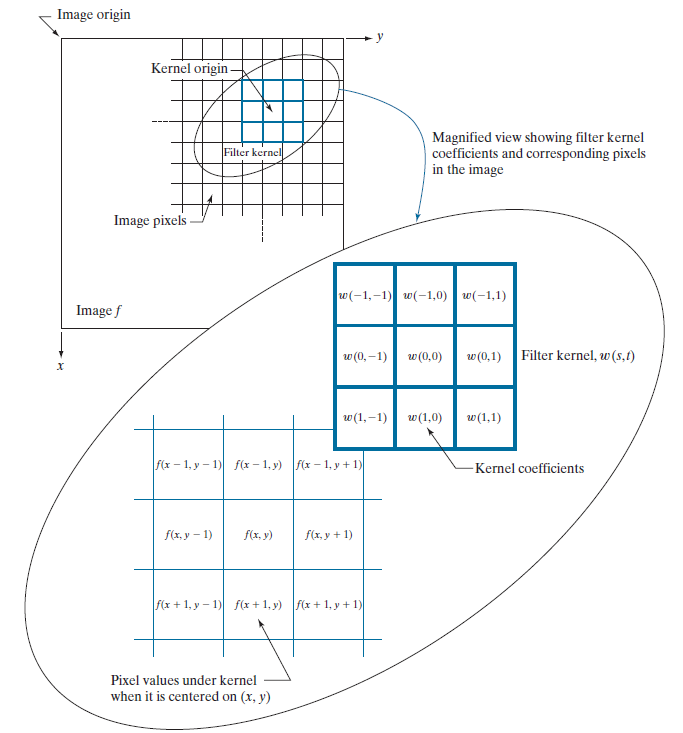 Image origin
y
Kernel origin
Magnified view showing filter kernel
coefficients and corresponding pixels
in the image
Filter kernel
Image pixels
Image f
x
w(−1,−1) w(−1,0) w(−1,1)
w(0,−1) w(0,0) w(0,1) Filter kernel, w(s,t)
w(1,−1) w(1,0) w(1,1)
Kernel coefficients
f(x − 1, y − 1) f(x − 1, y) f(x − 1, y + 1)
f(x, y − 1) f(x, y) f(x, y + 1)
f(x + 1, y − 1) f(x + 1, y) f(x + 1, y + 1)
Pixel values under kernel
when it is centered on (x, y)